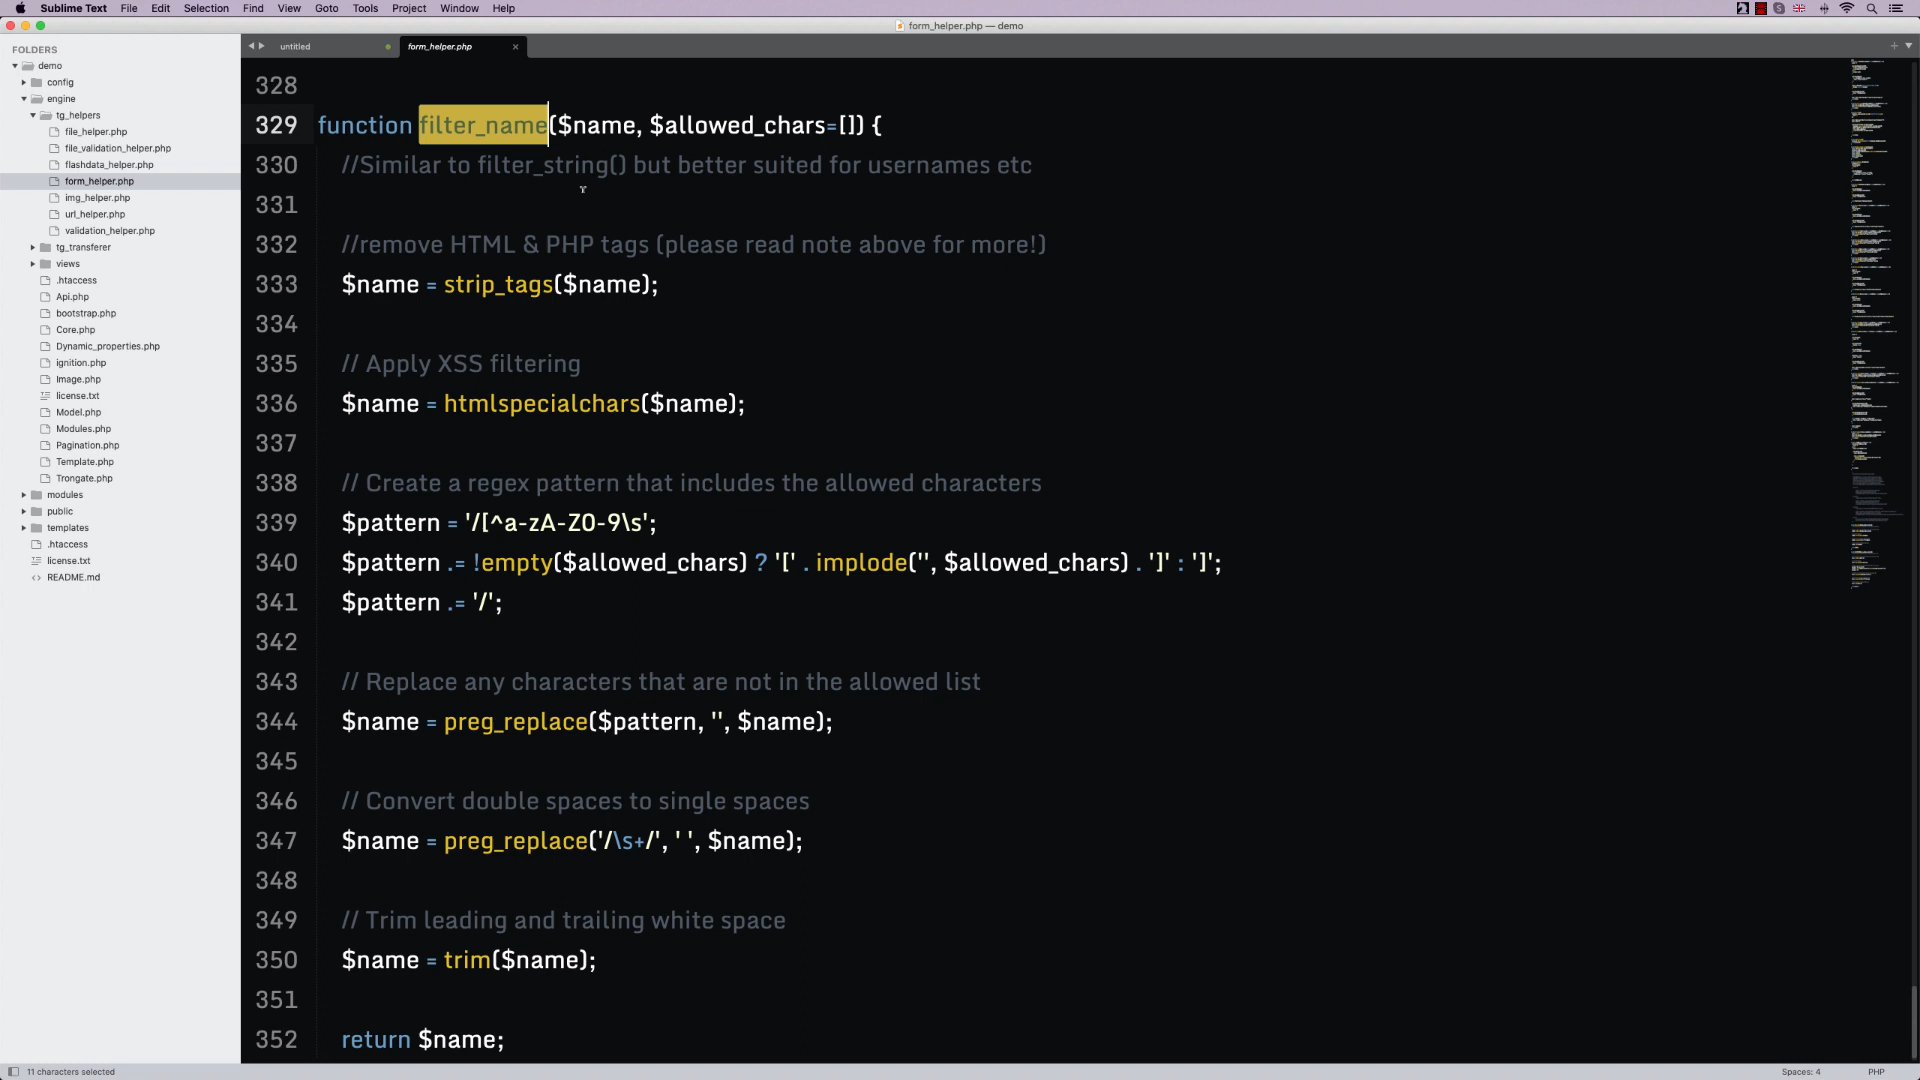 Sublime Text File Edit Selection Find View Goto Tools Project Window Help
form_helper.php — demo
FOLDERS
demo
config
engine
tg_helpers
file_helper.php
file_validation_helper.php
flashdata_helper.php
form_helper.php
img_helper.php
url_helper.php
validation_helper.php
tg_transferer
views
.htaccess
Api.php
bootstrap.php
Core.php
Dynamic_properties.php
ignition.php
Image.php
license.txt
Model.php
Modules.php
Pagination.php
Template.php
Trongate.php
modules
public
templates
.htaccess
license.txt
README.md
untitled
form_helper.php
328
329 function filter_name($name, $allowed_chars=[]) {
330 //Similar to filter_string() but better suited for usernames etc
331
332 //remove HTML & PHP tags (please read note above for more!)
333 $name = strip_tags($name);
334
335 // Apply XSS filtering
336 $name = htmlspecialchars($name);
337
338 // Create a regex pattern that includes the allowed characters
339 $pattern = '/[^a-zA-Z0-9\s';
340 $pattern .= !empty($allowed_chars) ? '[' . implode('', $allowed_chars) . ']' : ']';
341 $pattern .= '/';
342
343 // Replace any characters that are not in the allowed list
344 $name = preg_replace($pattern, '', $name);
345
346 // Convert double spaces to single spaces
347 $name = preg_replace('/\s+/', ' ', $name);
348
349 // Trim leading and trailing white space
350 $name = trim($name);
351
352 return $name;
11 characters selected
Spaces: 4
PHP